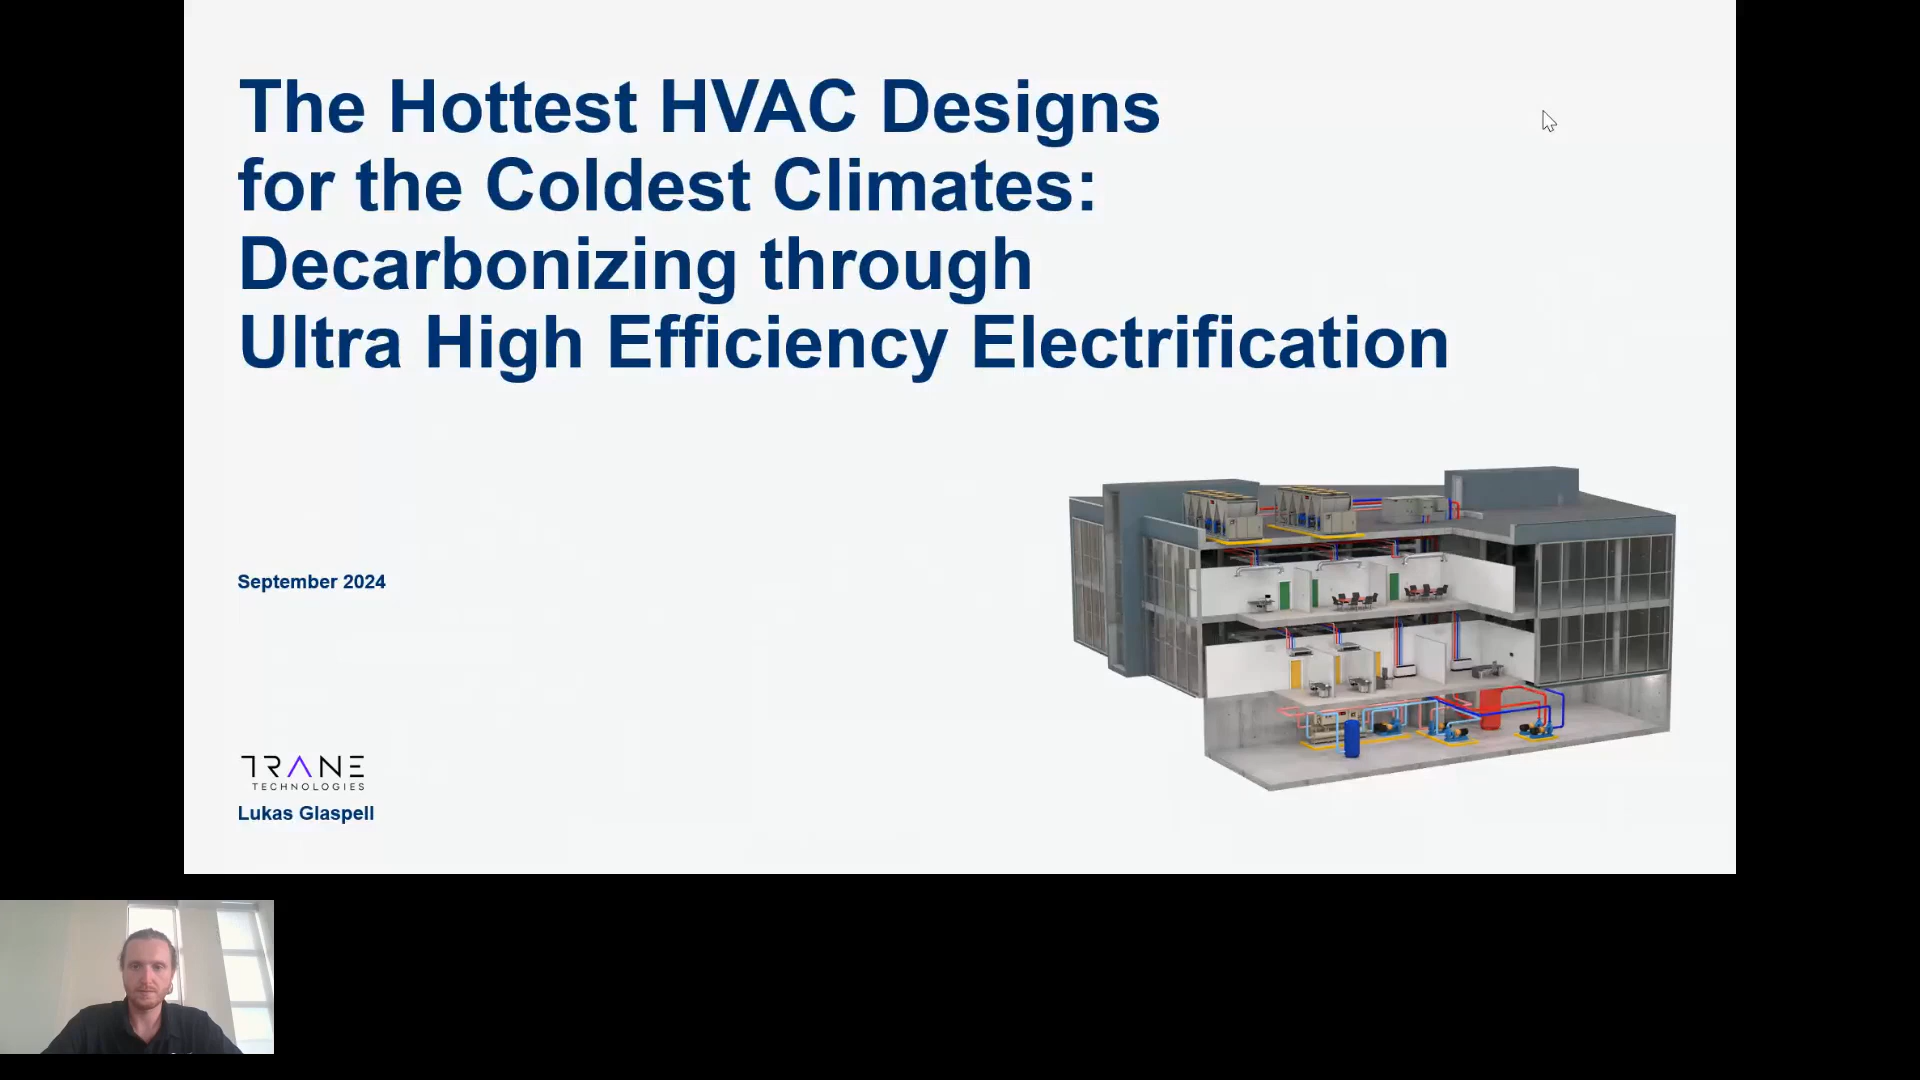 The Hottest HVAC Designs
for the Coldest Climates:
Decarbonizing through
Ultra High Efficiency Electrification
September 2024
TRANE
TECHNOLOGIES
Lukas Glaspell